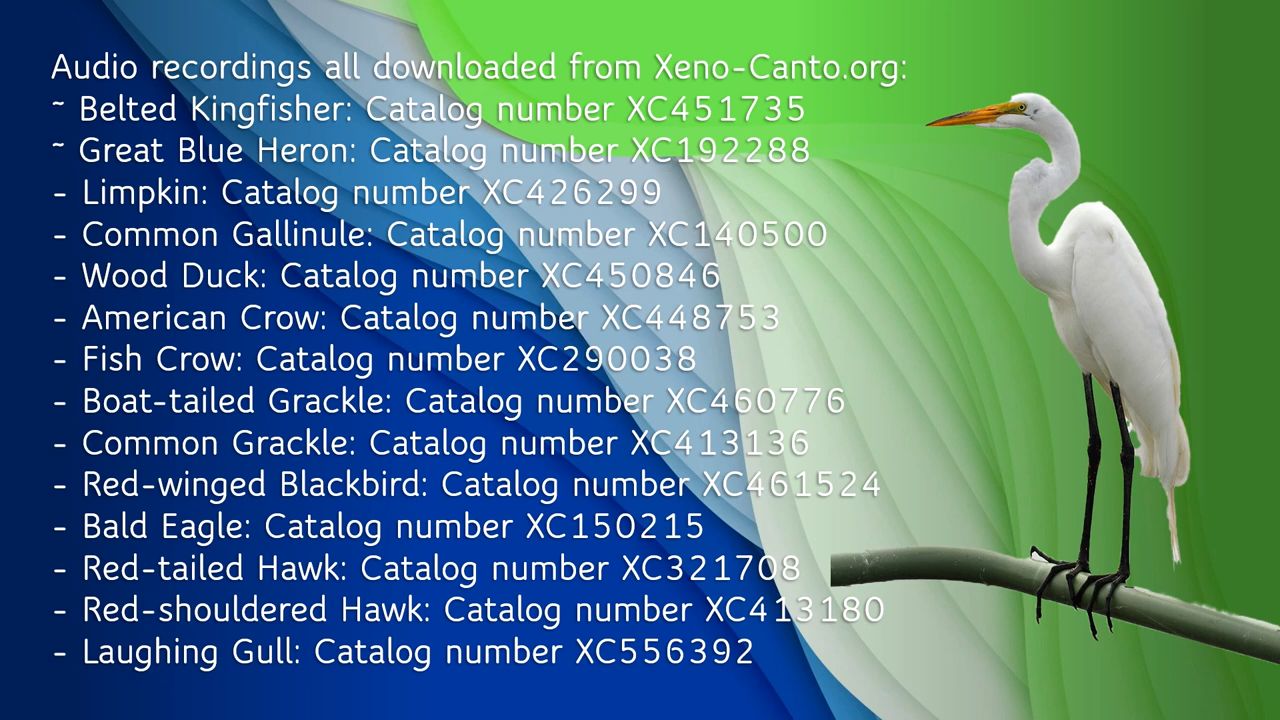 Audio recordings all downloaded from Xeno-Canto.org:
~ Belted Kingfisher: Catalog number XC451735
~ Great Blue Heron: Catalog number XC192288
- Limpkin: Catalog number XC426299
- Common Gallinule: Catalog number XC140500
- Wood Duck: Catalog number XC450846
- American Crow: Catalog number XC448753
- Fish Crow: Catalog number XC290038
- Boat-tailed Grackle: Catalog number XC460776
- Common Grackle: Catalog number XC413136
- Red-winged Blackbird: Catalog number XC461524
- Bald Eagle: Catalog number XC150215
- Red-tailed Hawk: Catalog number XC321708
- Red-shouldered Hawk: Catalog number XC413180
- Laughing Gull: Catalog number XC556392